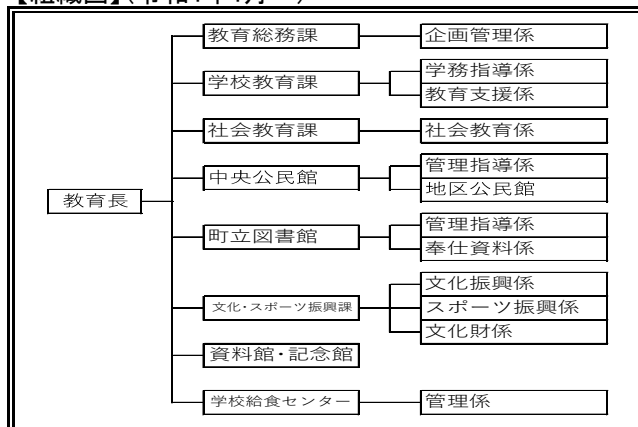 教育総務課 企画管理係
学校教育課 学務指導係
教育支援係
社会教育課 社会教育係
中央公民館 管理指導係
地区公民館
教育長
町立図書館 管理指導係
奉仕資料係
文化・スポーツ振興課 文化振興係
スポーツ振興係
文化財係
資料館・記念館
学校給食センター 管理係